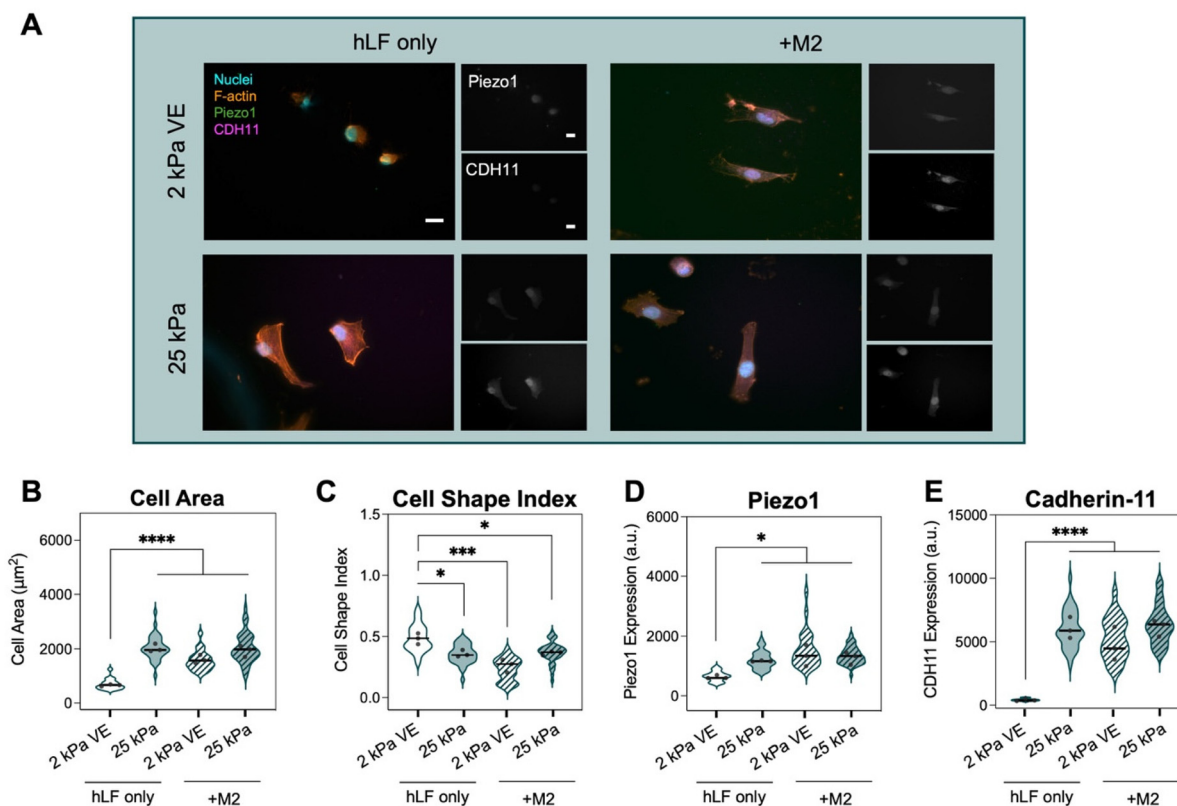 A
hLF only
+M2
2 kPa VE
Nuclei
F-actin
Piezo1
CDH11
Piezo1
CDH11
25 kPa
B
Cell Area
Cell Area (µm²)
6000
4000
2000
0
****
2 kPa VE
25 kPa
2 kPa VE
25 kPa
hLF only
+M2
C
Cell Shape Index
Cell Shape Index
1.5
1.0
0.5
0.0
*
***
*
2 kPa VE
25 kPa
2 kPa VE
25 kPa
hLF only
+M2
D
Piezo1
Piezo1 Expression (a.u.)
6000
4000
2000
0
*
2 kPa VE
25 kPa
2 kPa VE
25 kPa
hLF only
+M2
E
Cadherin-11
CDH11 Expression (a.u.)
15000
10000
5000
0
****
2 kPa VE
25 kPa
2 kPa VE
25 kPa
hLF only
+M2